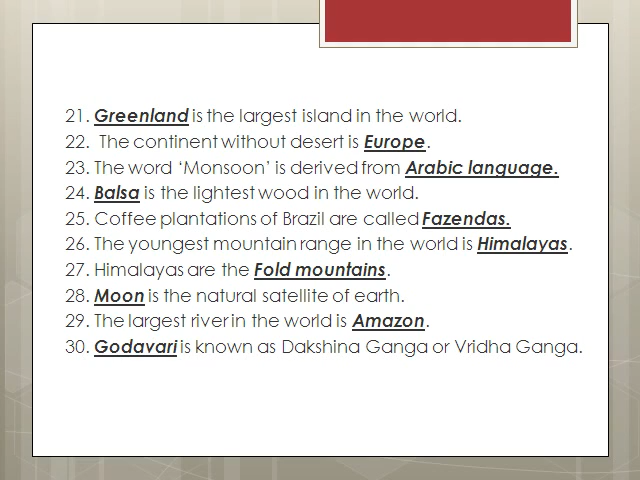 21. Greenland is the largest island in the world.
22.  The continent without desert is Europe.
23. The word ‘Monsoon’ is derived from Arabic language.
24. Balsa is the lightest wood in the world.
25. Coffee plantations of Brazil are called Fazendas.
26. The youngest mountain range in the world is Himalayas.
27. Himalayas are the Fold mountains.
28. Moon is the natural satellite of earth.
29. The largest river in the world is Amazon.
30. Godavari is known as Dakshina Ganga or Vridha Ganga.